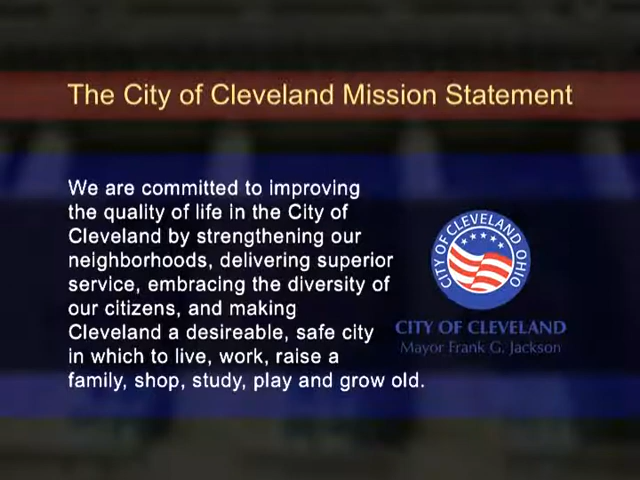 The City of Cleveland Mission Statement
We are committed to improving
the quality of life in the City of
Cleveland by strengthening our
neighborhoods, delivering superior
service, embracing the diversity of
our citizens, and making
Cleveland a desireable, safe city
in which to live, work, raise a
family, shop, study, play and grow old.
CITY OF CLEVELAND OHIO
CITY OF CLEVELAND
Mayor Frank G. Jackson